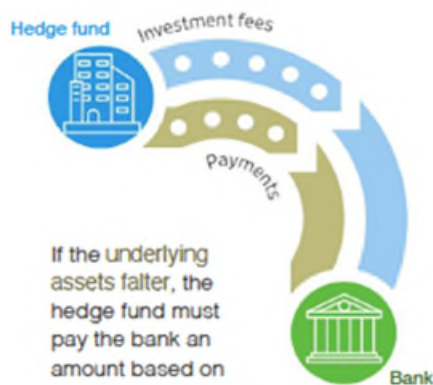 Hedge fund
Investment fees
Payments
If the underlying
assets falter, the
hedge fund must
pay the bank an
amount based on
Bank